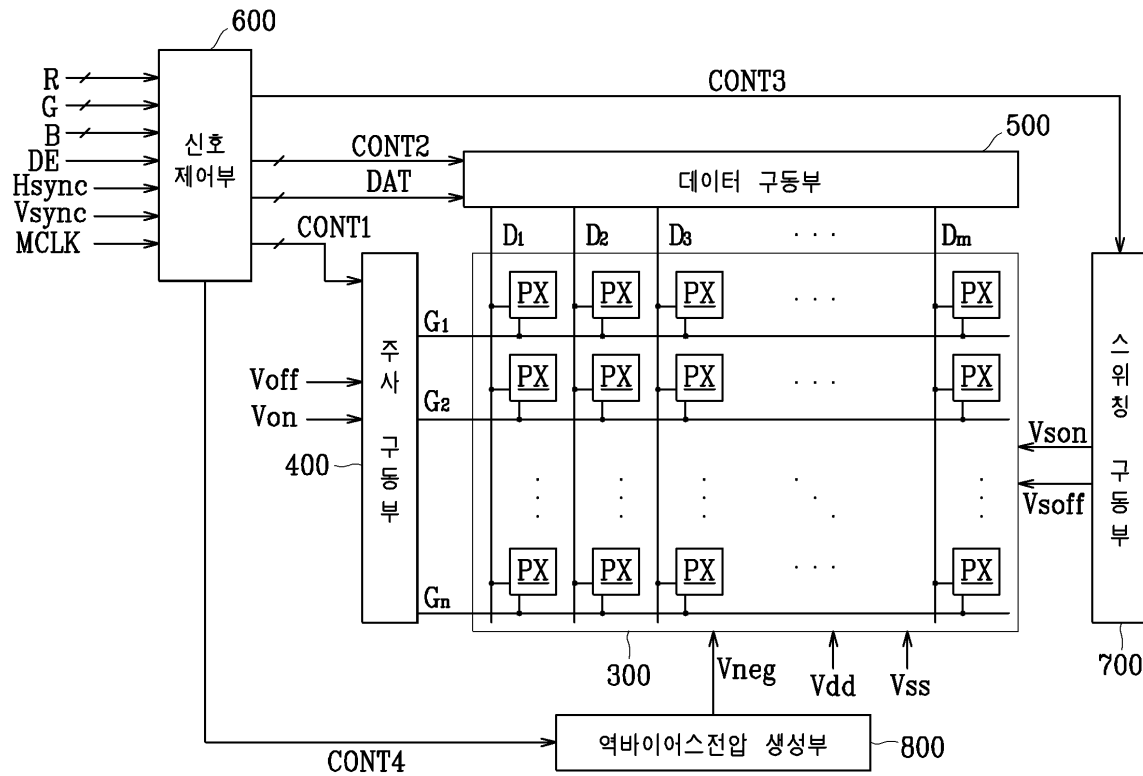 600
R
G
B
DE
Hsync
Vsync
MCLK
신호
제어부
CONT3
CONT2
DAT
CONT1
500
데이터 구동부
D1 D2 D3 · · · Dm
PX PX PX · · · PX
G1
PX PX PX · · · PX
G2
PX PX PX · · · PX
Gn
Voff
Von
400
주사 구동부
Vson
Vsoff
스위칭 구동부
700
300
Vneg
Vdd
Vss
CONT4
역바이어스전압 생성부
800